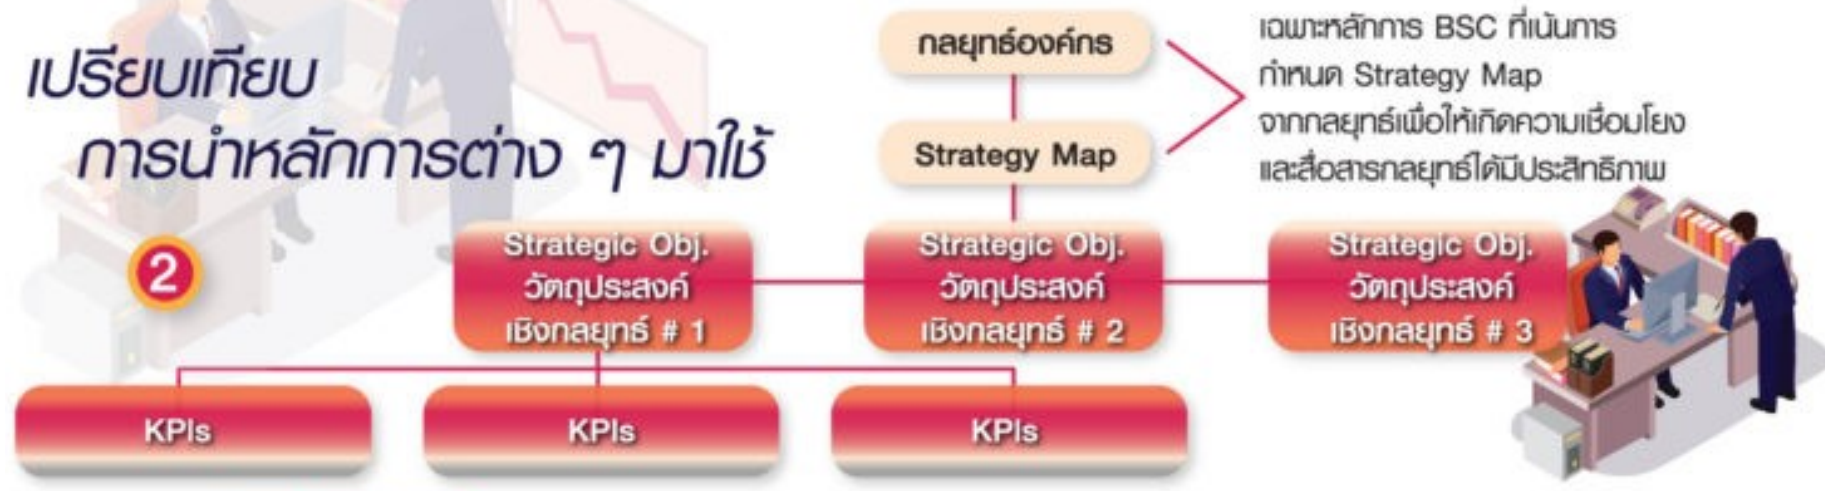 เปรียบเทียบ
การนำหลักการต่าง ๆ มาใช้
2
กลยุทธ์องค์กร
Strategy Map
เฉพาะหลักการ BSC ที่เน้นการ
กำหนด Strategy Map
จากกลยุทธ์เพื่อให้เกิดความเชื่อมโยง
และสื่อสารกลยุทธ์ได้มีประสิทธิภาพ
Strategic Obj.
วัตถุประสงค์
เชิงกลยุทธ์ # 1
Strategic Obj.
วัตถุประสงค์
เชิงกลยุทธ์ # 2
Strategic Obj.
วัตถุประสงค์
เชิงกลยุทธ์ # 3
KPIs
KPIs
KPIs